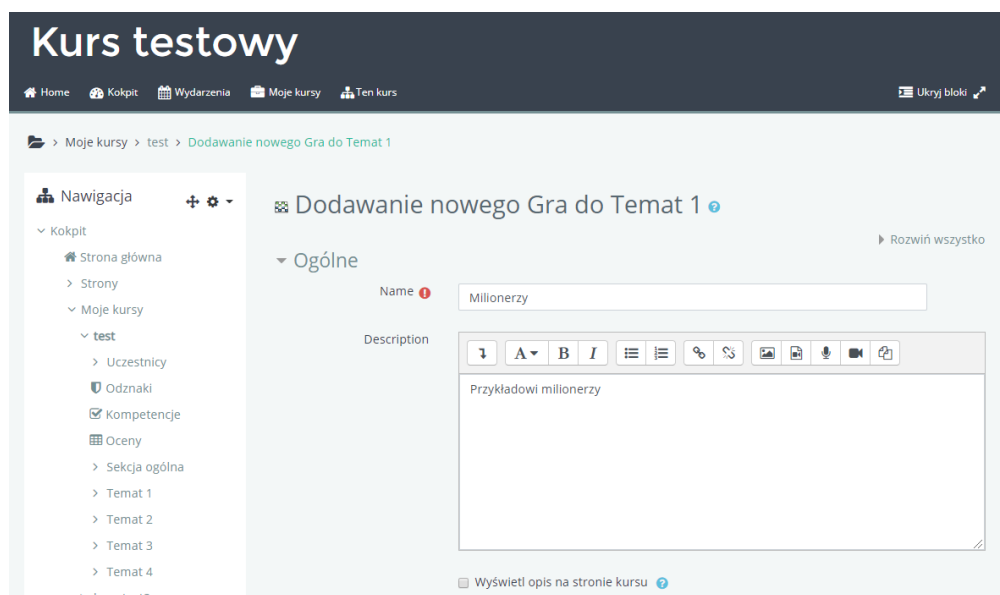 Kurs testowy
Home Kokpit Wydarzenia Moje kursy Ten kurs Ukryj bloki
> Moje kursy > test > Dodawanie nowego Gra do Temat 1
Nawigacja
Kokpit
Strona główna
Strony
Moje kursy
test
Uczestnicy
Odznaki
Kompetencje
Oceny
Sekcja ogólna
Temat 1
Temat 2
Temat 3
Temat 4
Dodawanie nowego Gra do Temat 1
Rozwiń wszystko
Ogólne
Name
Milionerzy
Description
A B I
Przykładowi milionerzy
Wyświetl opis na stronie kursu